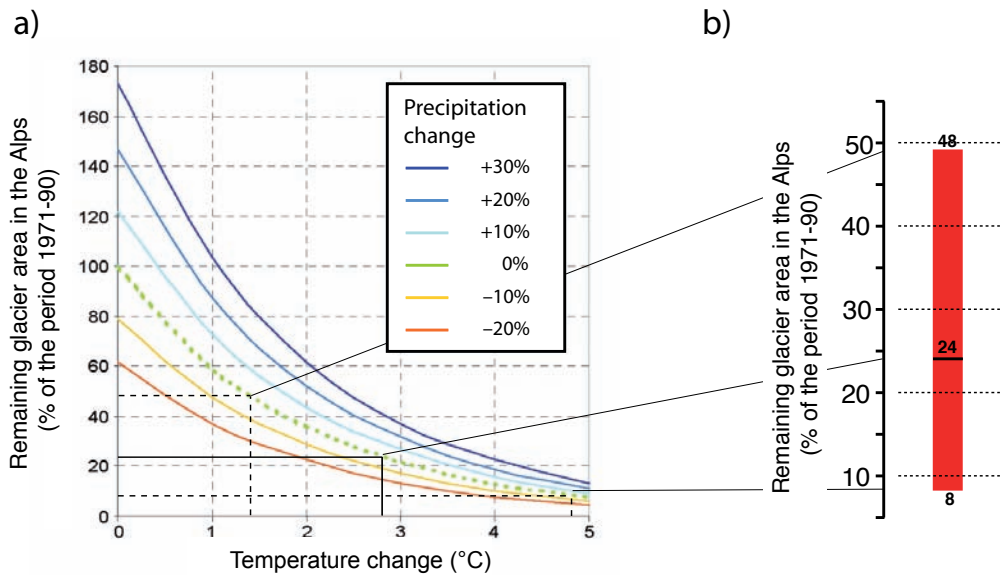 a)
Remaining glacier area in the Alps
(% of the period 1971-90)
180
160
140
120
100
80
60
40
20
0
0 1 2 3 4 5
Temperature change (°C)
Precipitation
change
+30%
+20%
+10%
0%
–10%
–20%
b)
Remaining glacier area in the Alps
(% of the period 1971-90)
50
40
30
20
10
48
24
8